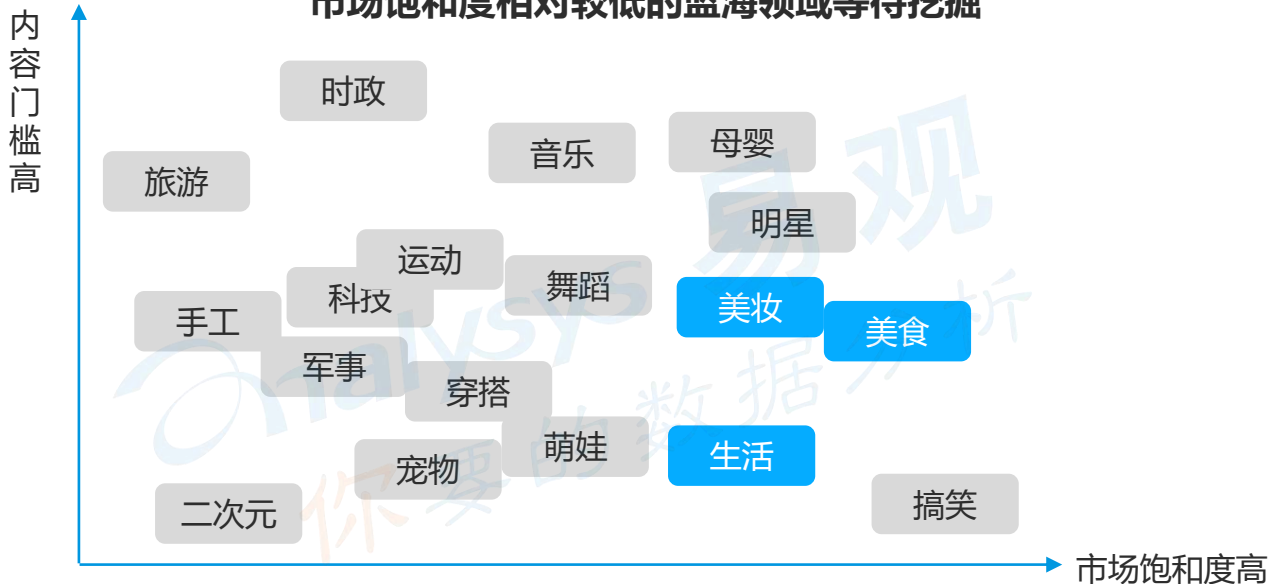 市场饱和度相对较低的蓝海领域等待挖掘
内容门槛高
时政
音乐
母婴
旅游
明星
运动
舞蹈
科技
美妆
手工
美食
军事
穿搭
萌娃
生活
宠物
搞笑
二次元
市场饱和度高
analysys 易观
你要的数据分析